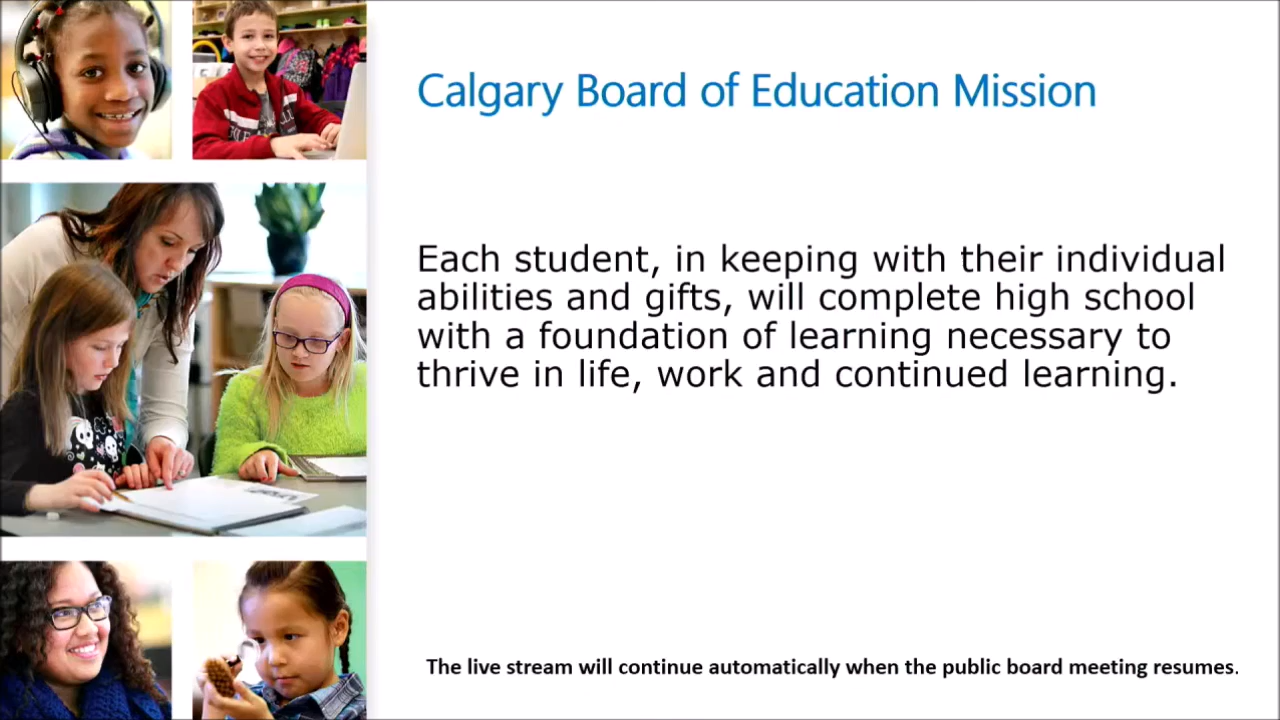 Calgary Board of Education Mission
Each student, in keeping with their individual
abilities and gifts, will complete high school
with a foundation of learning necessary to
thrive in life, work and continued learning.
The live stream will continue automatically when the public board meeting resumes.